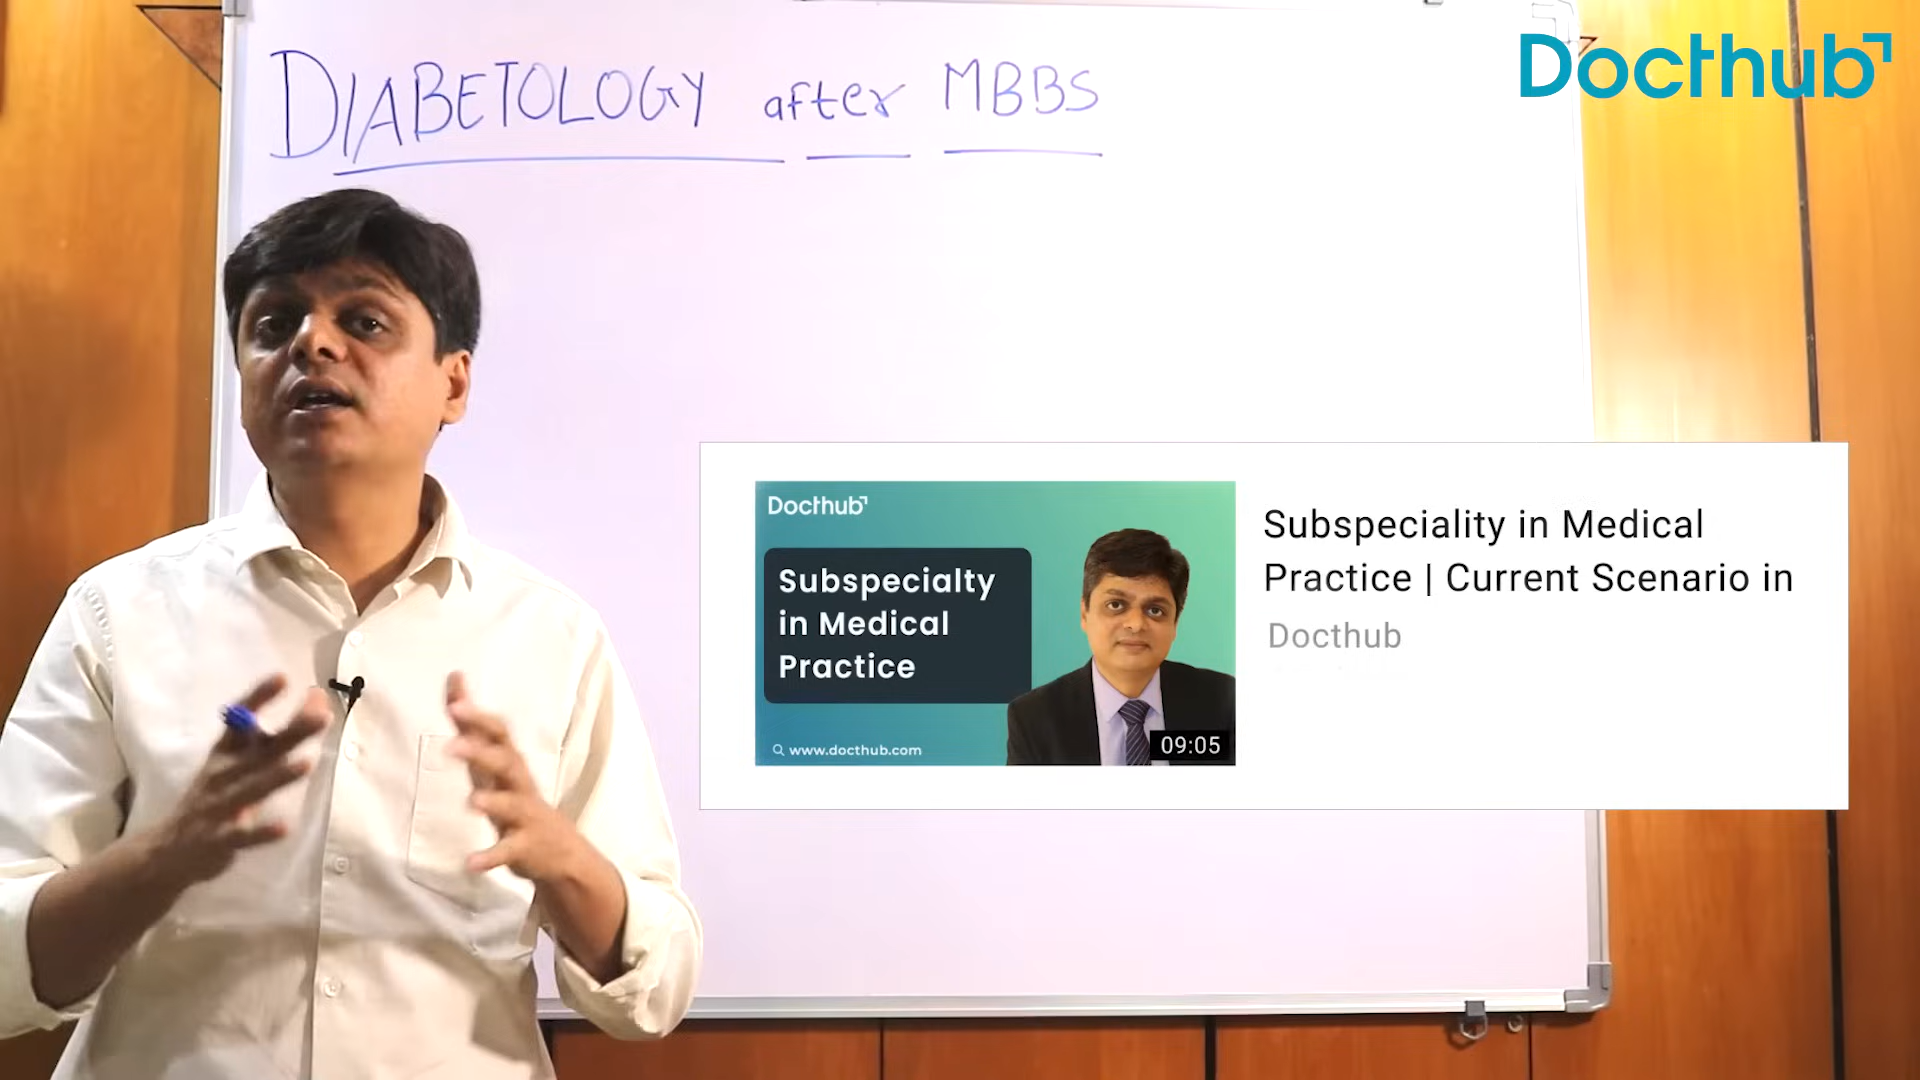 DIABETOLOGY after MBBS
Docthub
Docthub
Subspecialty
in Medical
Practice
www.docthub.com
09:05
Subspeciality in Medical
Practice | Current Scenario in
Docthub